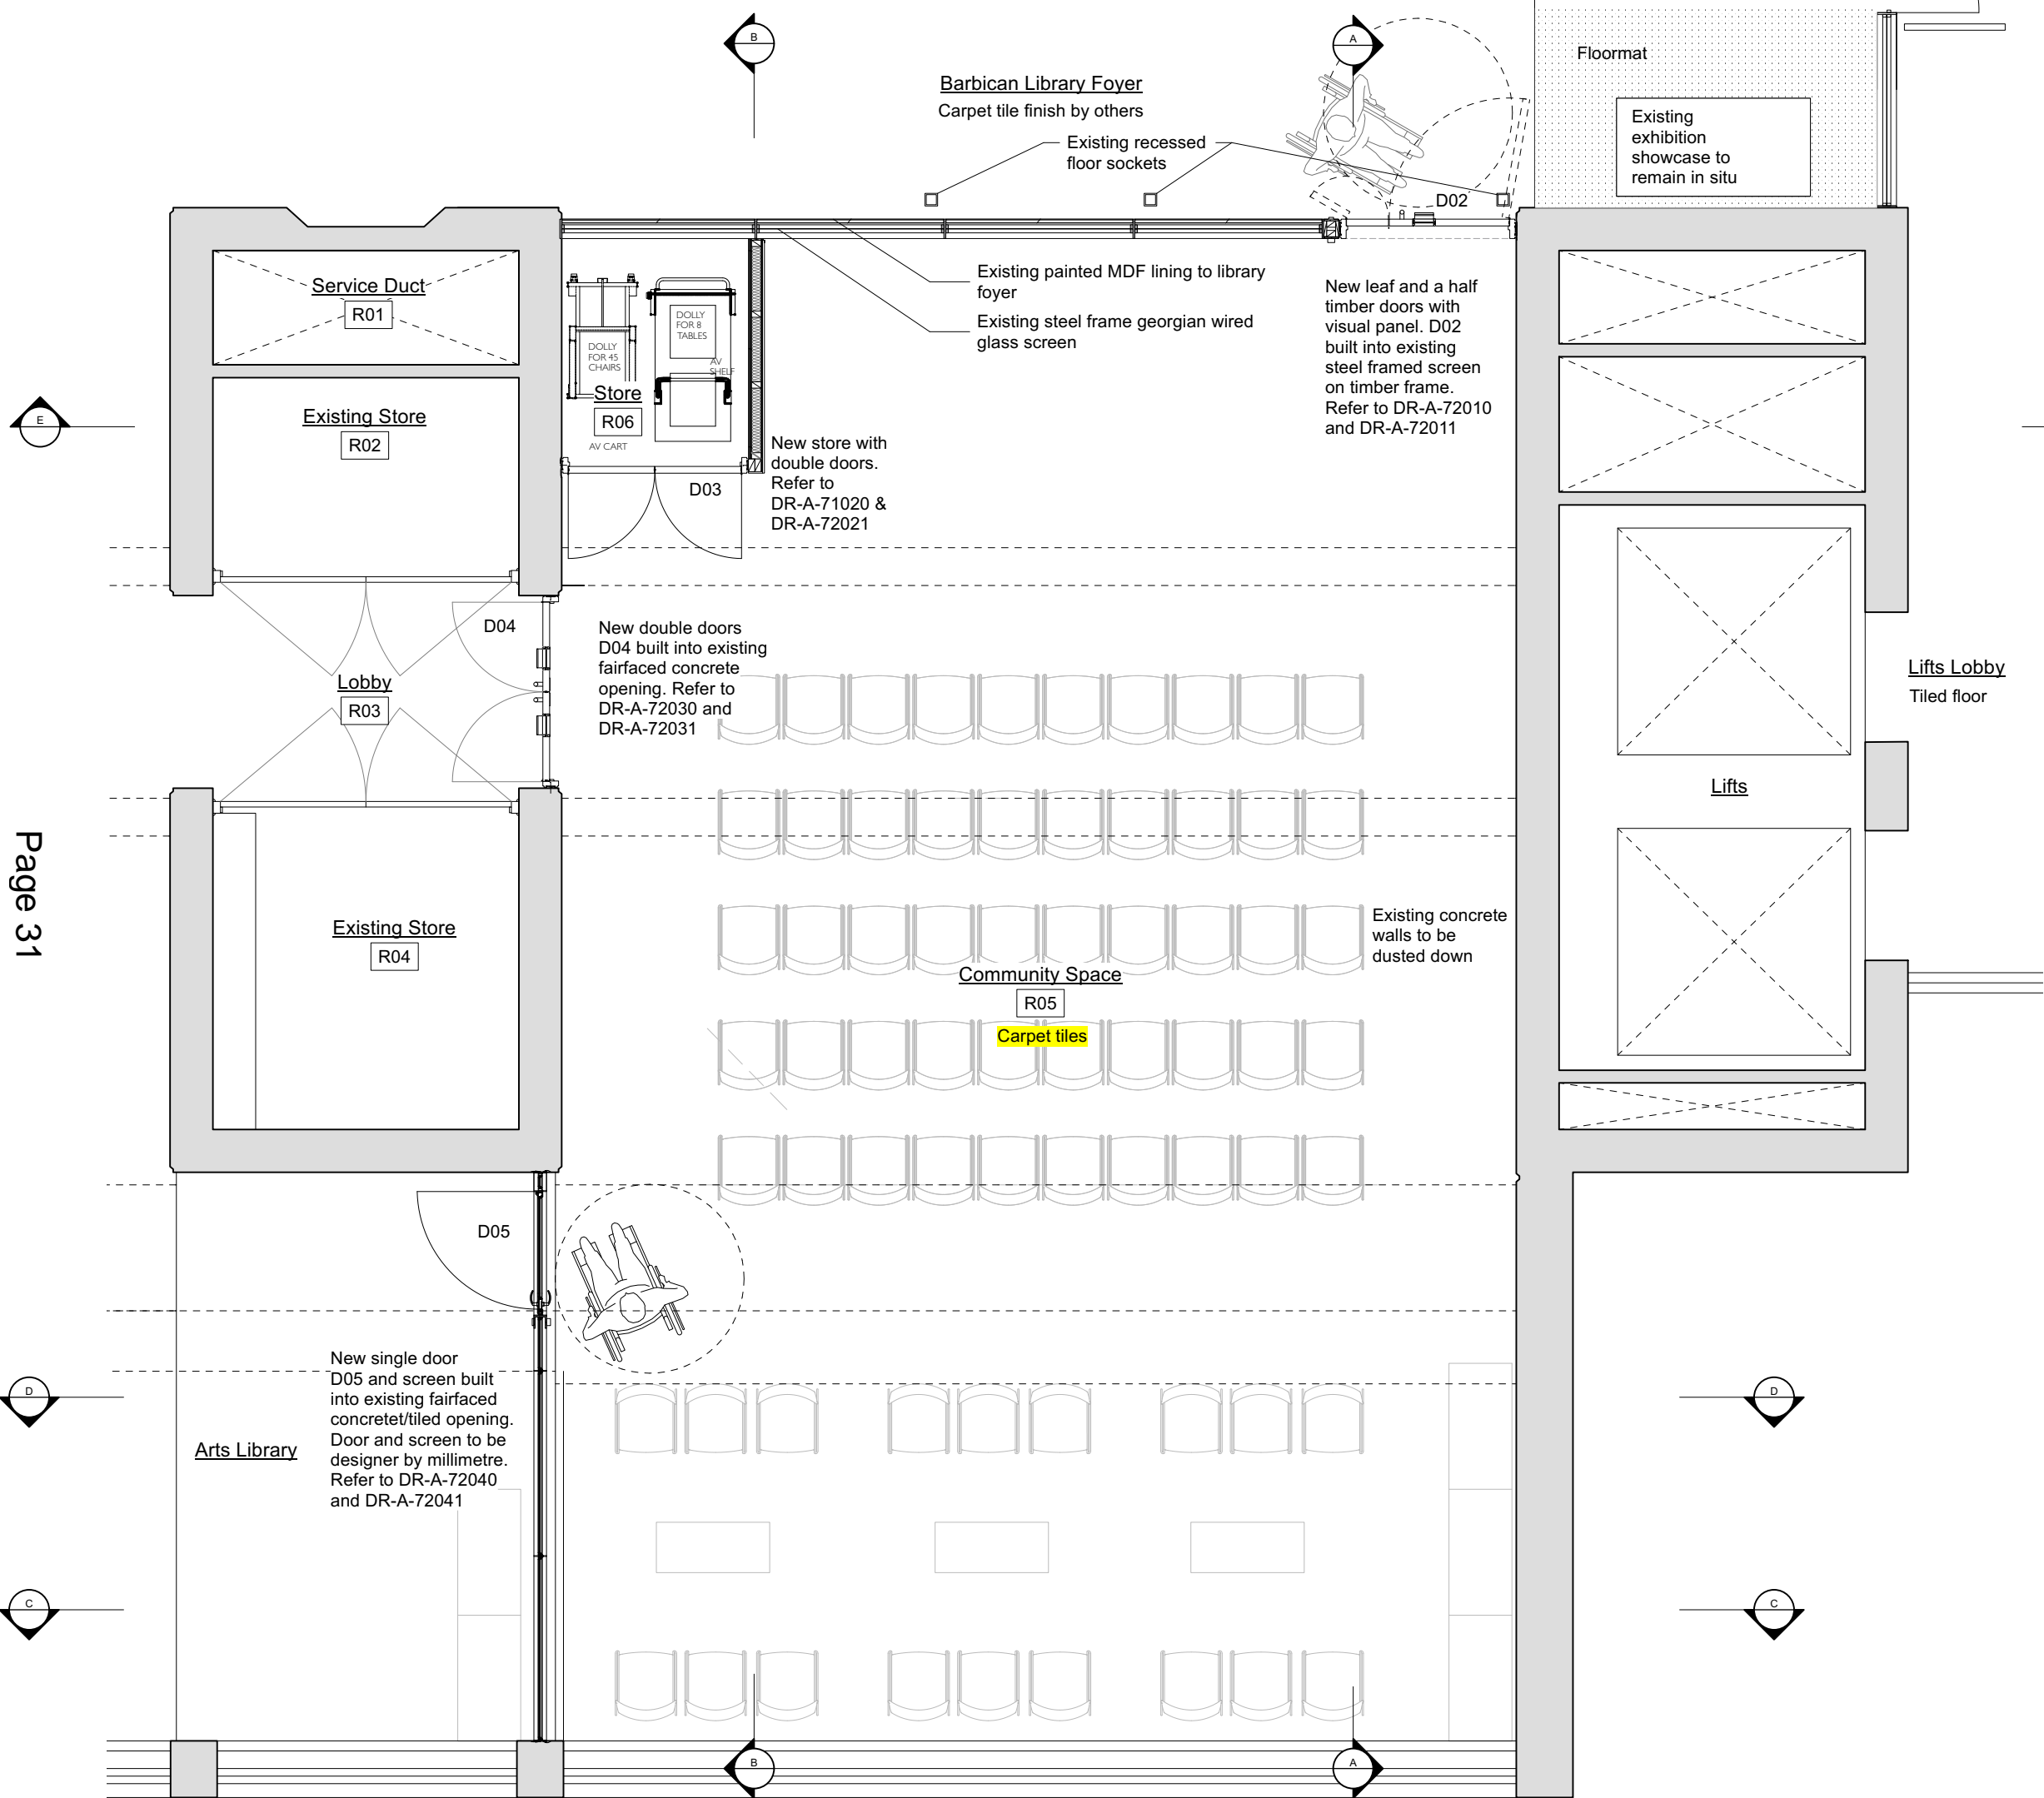 B
A
Floormat
Barbican Library Foyer
Carpet tile finish by others
Existing recessed
floor sockets
Existing
exhibition
showcase to
remain in situ
D02
Service Duct
R01
Existing painted MDF lining to library
foyer
Existing steel frame georgian wired
glass screen
New leaf and a half
timber doors with
visual panel. D02
built into existing
steel framed screen
on timber frame.
Refer to DR-A-72010
and DR-A-72011
DOLLY
FOR 8
TABLES
DOLLY
FOR 45
CHAIRS
AV
SHELF
Store
R06
AV CART
E
Existing Store
R02
New store with
double doors.
Refer to
DR-A-71020 &
DR-A-72021
D03
D04
New double doors
D04 built into existing
fairfaced concrete
opening. Refer to
DR-A-72030 and
DR-A-72031
Lobby
R03
Lifts Lobby
Tiled floor
Lifts
Page 31
Existing Store
R04
Existing concrete
walls to be
dusted down
Community Space
R05
Carpet tiles
D05
New single door
D05 and screen built
into existing fairfaced
concretet/tiled opening.
Door and screen to be
designer by millimetre.
Refer to DR-A-72040
and DR-A-72041
Arts Library
D
D
C
C
B
A